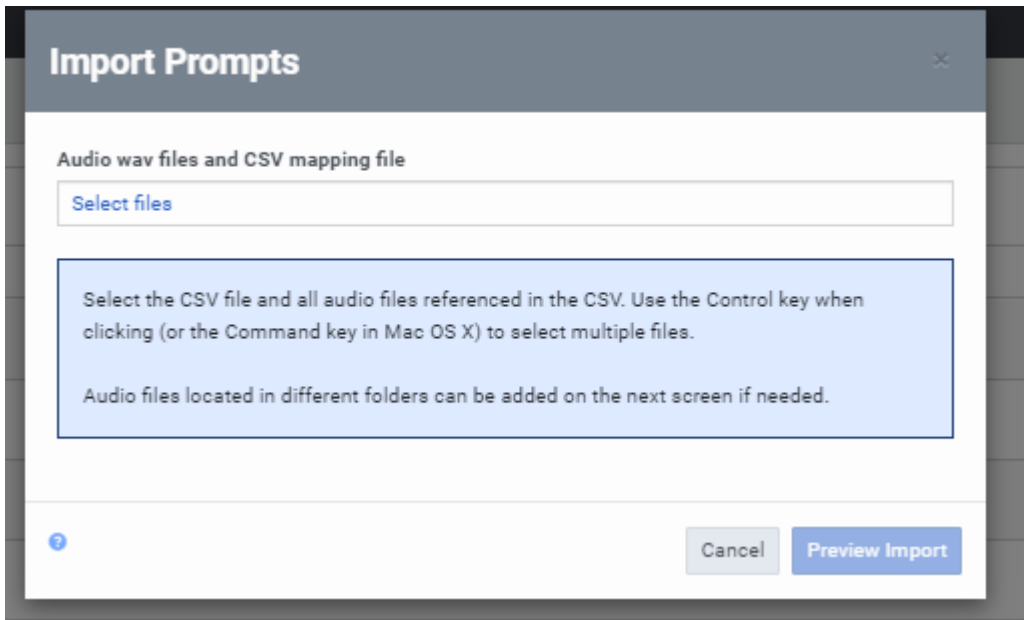 Import Prompts
×
Audio wav files and CSV mapping file
Select files
Select the CSV file and all audio files referenced in the CSV. Use the Control key when
clicking (or the Command key in Mac OS X) to select multiple files.
Audio files located in different folders can be added on the next screen if needed.
?
Cancel
Preview Import